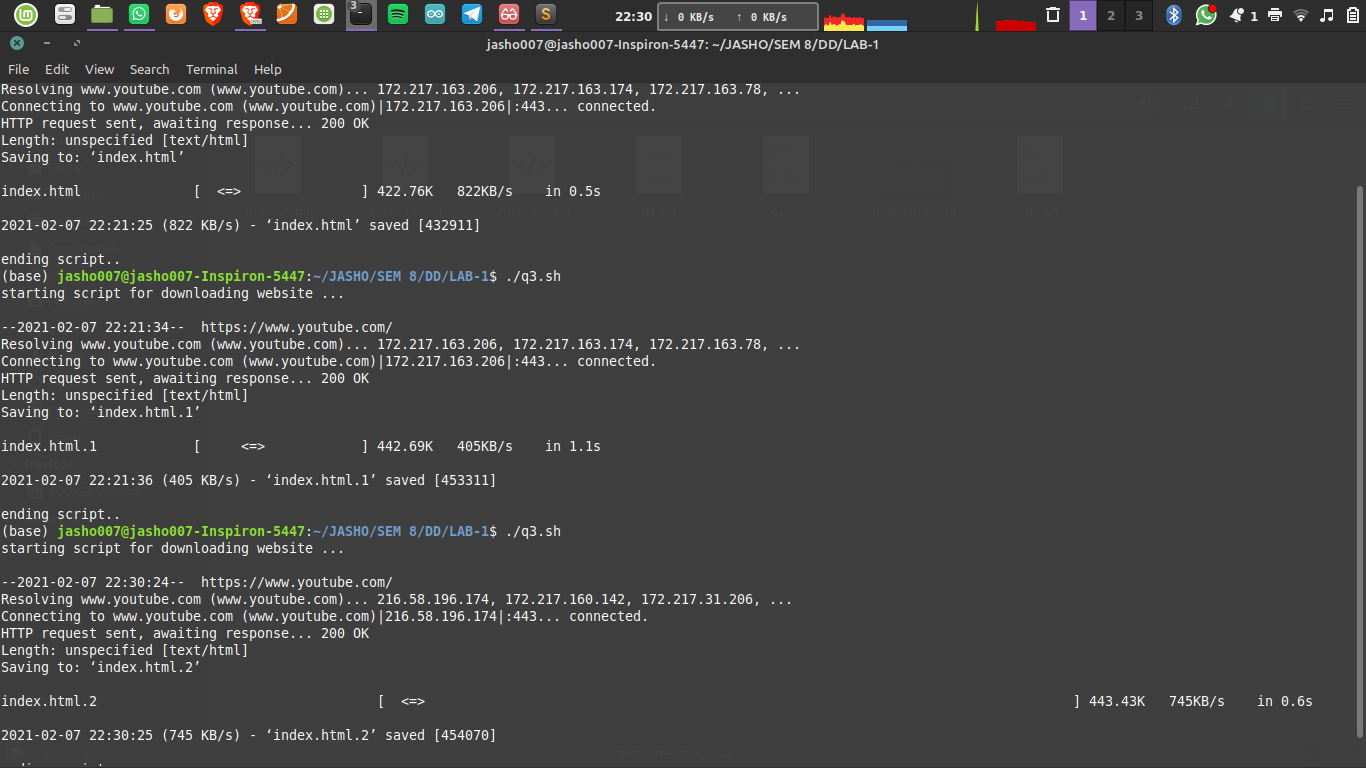 22:30 ↓ 0 KB/s ↑ 0 KB/s 1 2 3 1
jasho007@jasho007-Inspiron-5447: ~/JASHO/SEM 8/DD/LAB-1
File Edit View Search Terminal Help
Resolving www.youtube.com (www.youtube.com)... 172.217.163.206, 172.217.163.174, 172.217.163.78, ...
Connecting to www.youtube.com (www.youtube.com)|172.217.163.206|:443... connected.
HTTP request sent, awaiting response... 200 OK
Length: unspecified [text/html]
Saving to: ‘index.html’
index.html [ <=> ] 422.76K 822KB/s in 0.5s
2021-02-07 22:21:25 (822 KB/s) - ‘index.html’ saved [432911]
ending script..
(base) jasho007@jasho007-Inspiron-5447:~/JASHO/SEM 8/DD/LAB-1$ ./q3.sh
starting script for downloading website ...
--2021-02-07 22:21:34-- https://www.youtube.com/
Resolving www.youtube.com (www.youtube.com)... 172.217.163.206, 172.217.163.174, 172.217.163.78, ...
Connecting to www.youtube.com (www.youtube.com)|172.217.163.206|:443... connected.
HTTP request sent, awaiting response... 200 OK
Length: unspecified [text/html]
Saving to: ‘index.html.1’
index.html.1 [ <=> ] 442.69K 405KB/s in 1.1s
2021-02-07 22:21:36 (405 KB/s) - ‘index.html.1’ saved [453311]
ending script..
(base) jasho007@jasho007-Inspiron-5447:~/JASHO/SEM 8/DD/LAB-1$ ./q3.sh
starting script for downloading website ...
--2021-02-07 22:30:24-- https://www.youtube.com/
Resolving www.youtube.com (www.youtube.com)... 216.58.196.174, 172.217.160.142, 172.217.31.206, ...
Connecting to www.youtube.com (www.youtube.com)|216.58.196.174|:443... connected.
HTTP request sent, awaiting response... 200 OK
Length: unspecified [text/html]
Saving to: ‘index.html.2’
index.html.2 [ <=> ] 443.43K 745KB/s in 0.6s
2021-02-07 22:30:25 (745 KB/s) - ‘index.html.2’ saved [454070]